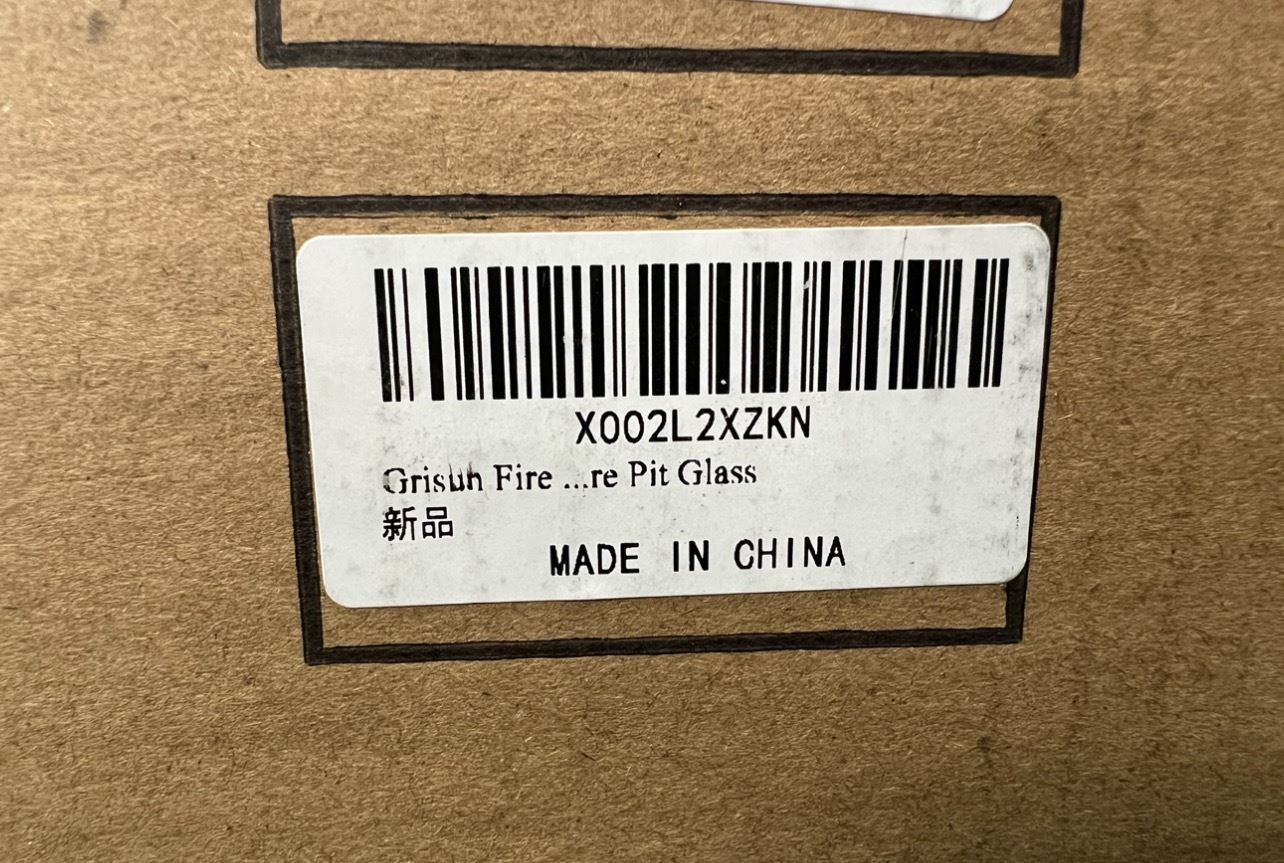 X002L2XZKN
Grisun Fire ...re Pit Glass
新品
MADE IN CHINA